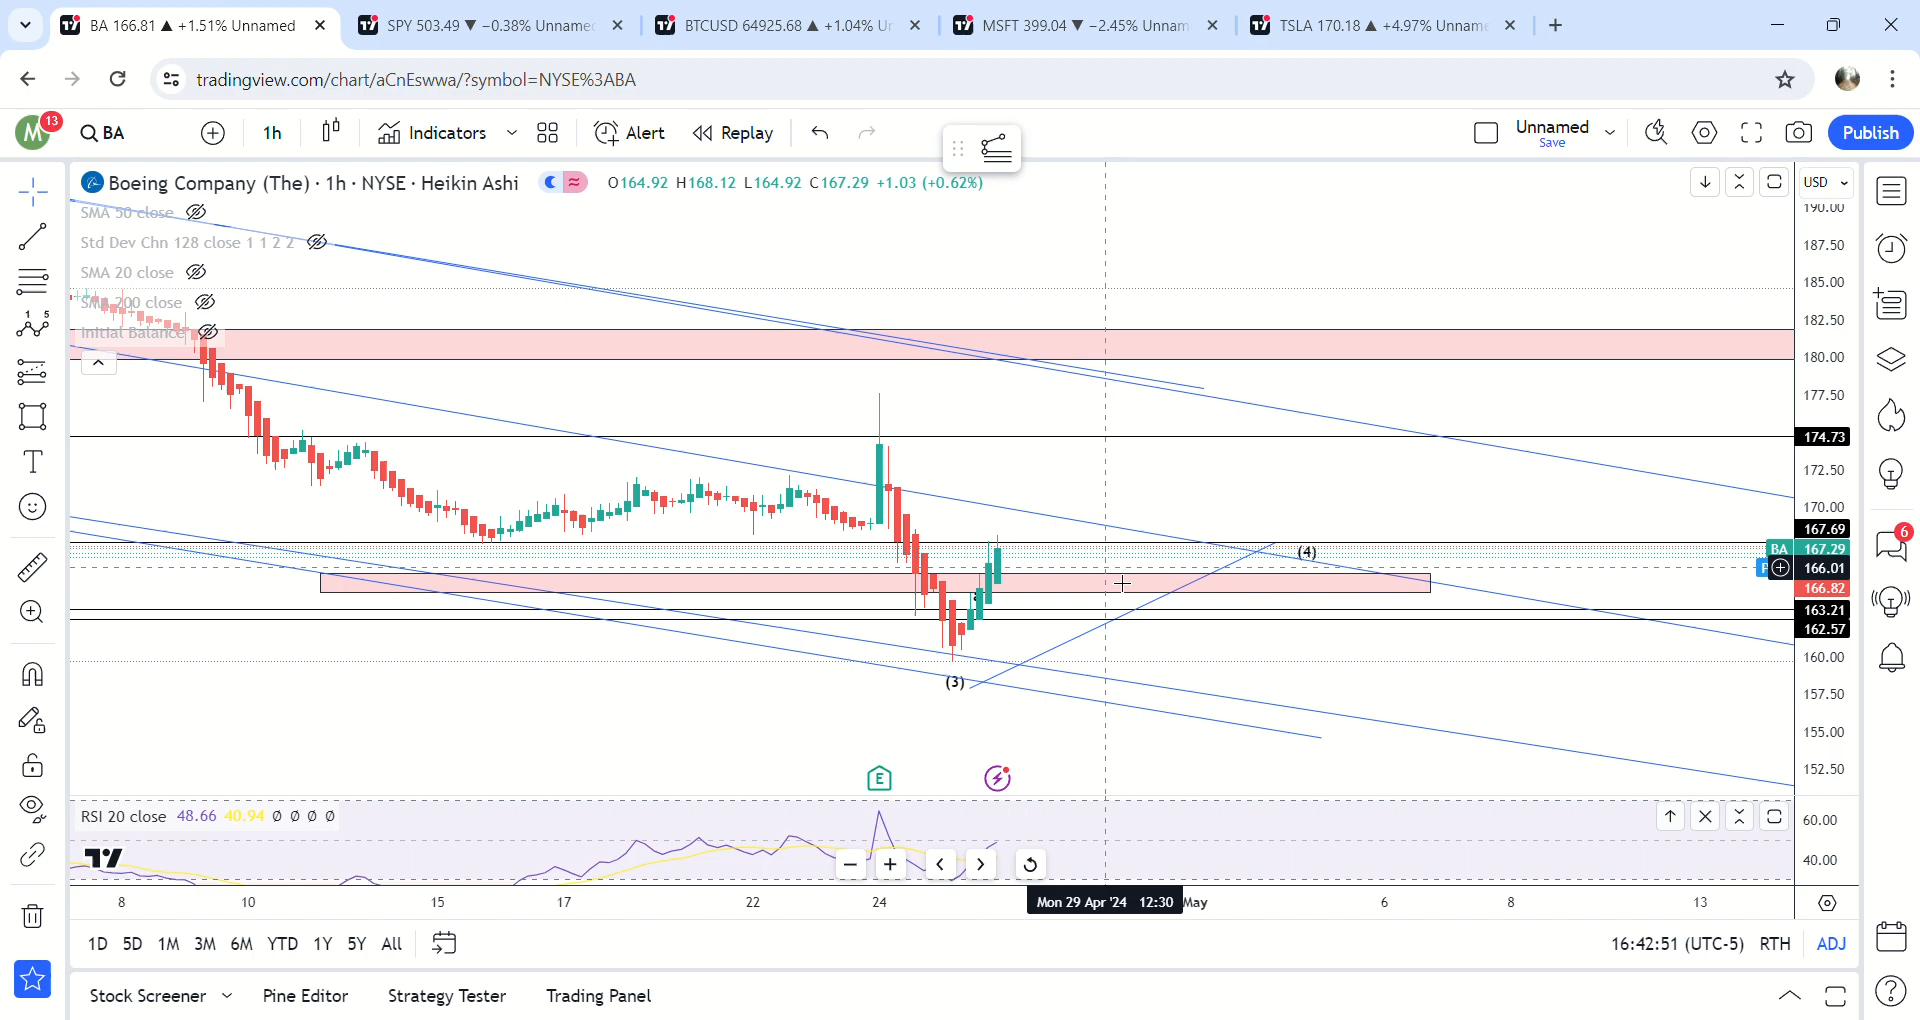 BA 166.81 ▲ +1.51% Unnamed
SPY 503.49 ▼ −0.38% Unname
BTCUSD 64925.68 ▲ +1.04% Ur
MSFT 399.04 ▼ −2.45% Unnam
TSLA 170.18 ▲ +4.97% Unname
tradingview.com/chart/aCnEswwa/?symbol=NYSE%3ABA
M 13 BA 1h Indicators Alert Replay Unnamed Save Publish
Boeing Company (The) · 1h · NYSE · Heikin Ashi O164.92 H168.12 L164.92 C167.29 +1.03 (+0.62%) USD
SMA 50 close
Std Dev Chn 128 close 1 1 2 2
SMA 20 close
SMA 200 close
Initial Balance
190.00
187.50
185.00
182.50
180.00
177.50
174.73
172.50
170.00
167.69
BA 167.29
166.01
166.82
163.21
162.57
160.00
157.50
155.00
152.50
1 5
T
6
(4)
(3)
E
RSI 20 close 48.66 40.94 ∅ ∅ ∅ ∅
60.00
40.00
8 10 15 17 22 24 Mon 29 Apr '24 12:30 May 6 8 13
1D 5D 1M 3M 6M YTD 1Y 5Y All 16:42:51 (UTC-5) RTH ADJ
Stock Screener Pine Editor Strategy Tester Trading Panel